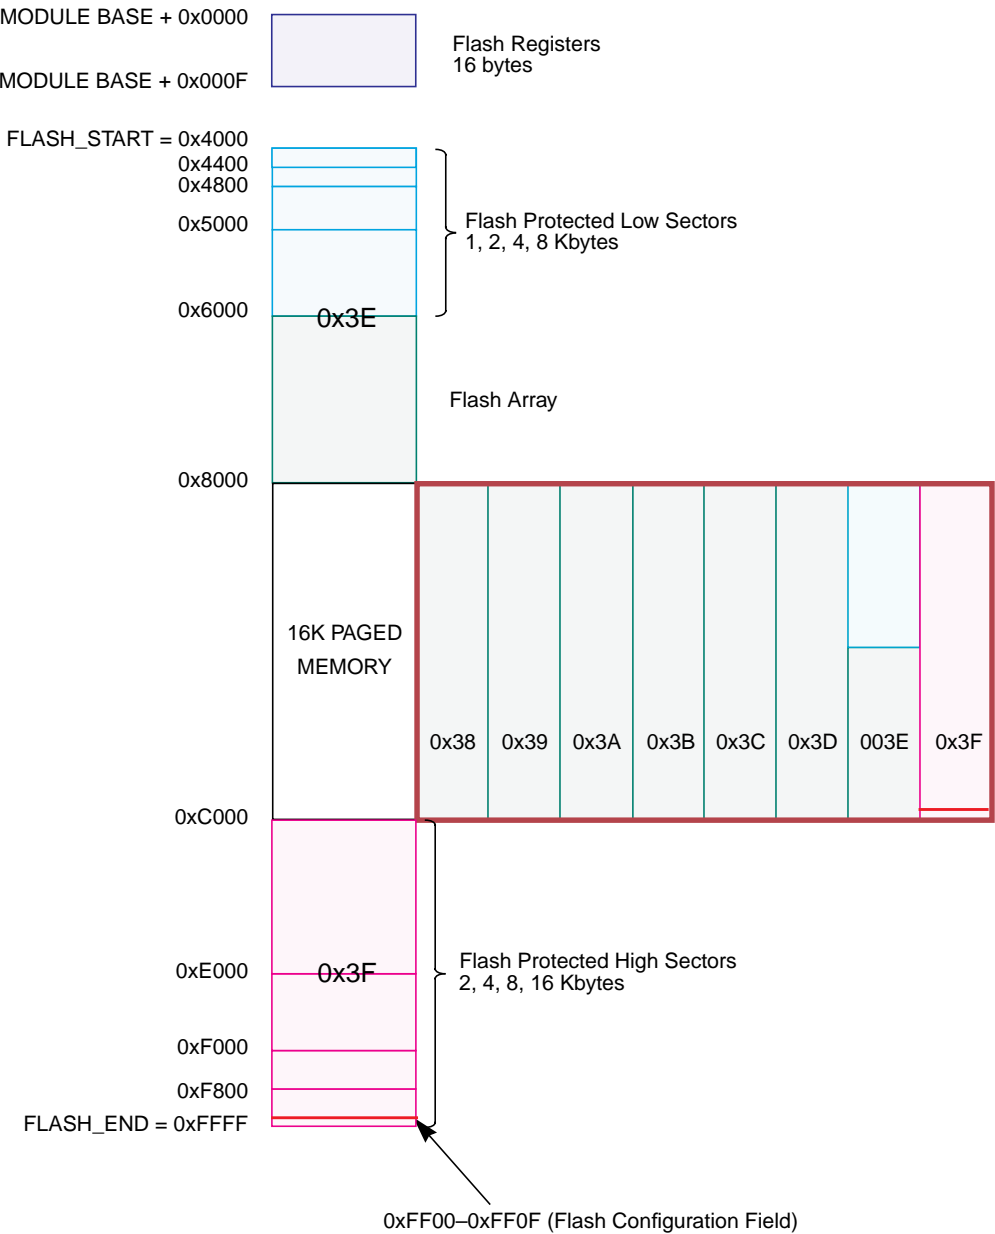 MODULE BASE + 0x0000
Flash Registers
16 bytes
MODULE BASE + 0x000F
FLASH_START = 0x4000
0x4400
0x4800
0x5000
Flash Protected Low Sectors
1, 2, 4, 8 Kbytes
0x6000
0x3E
Flash Array
0x8000
16K PAGED
MEMORY
0x38
0x39
0x3A
0x3B
0x3C
0x3D
003E
0x3F
0xC000
0xE000
0x3F
Flash Protected High Sectors
2, 4, 8, 16 Kbytes
0xF000
0xF800
FLASH_END = 0xFFFF
0xFF00–0xFF0F (Flash Configuration Field)